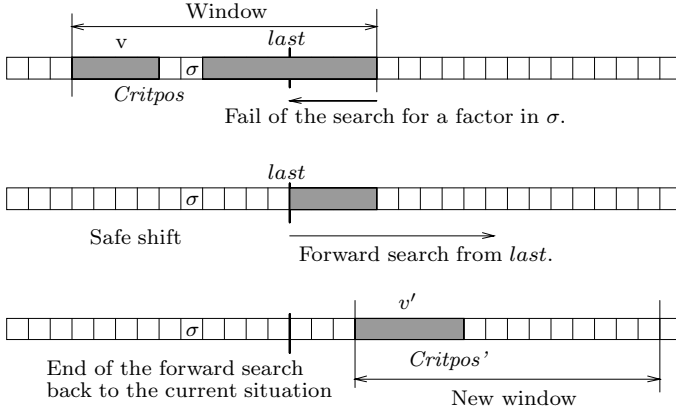 Window
v
last
σ
Critpos
Fail of the search for a factor in σ.
last
σ
Safe shift
Forward search from last.
v′
σ
Critpos'
End of the forward search
back to the current situation
New window